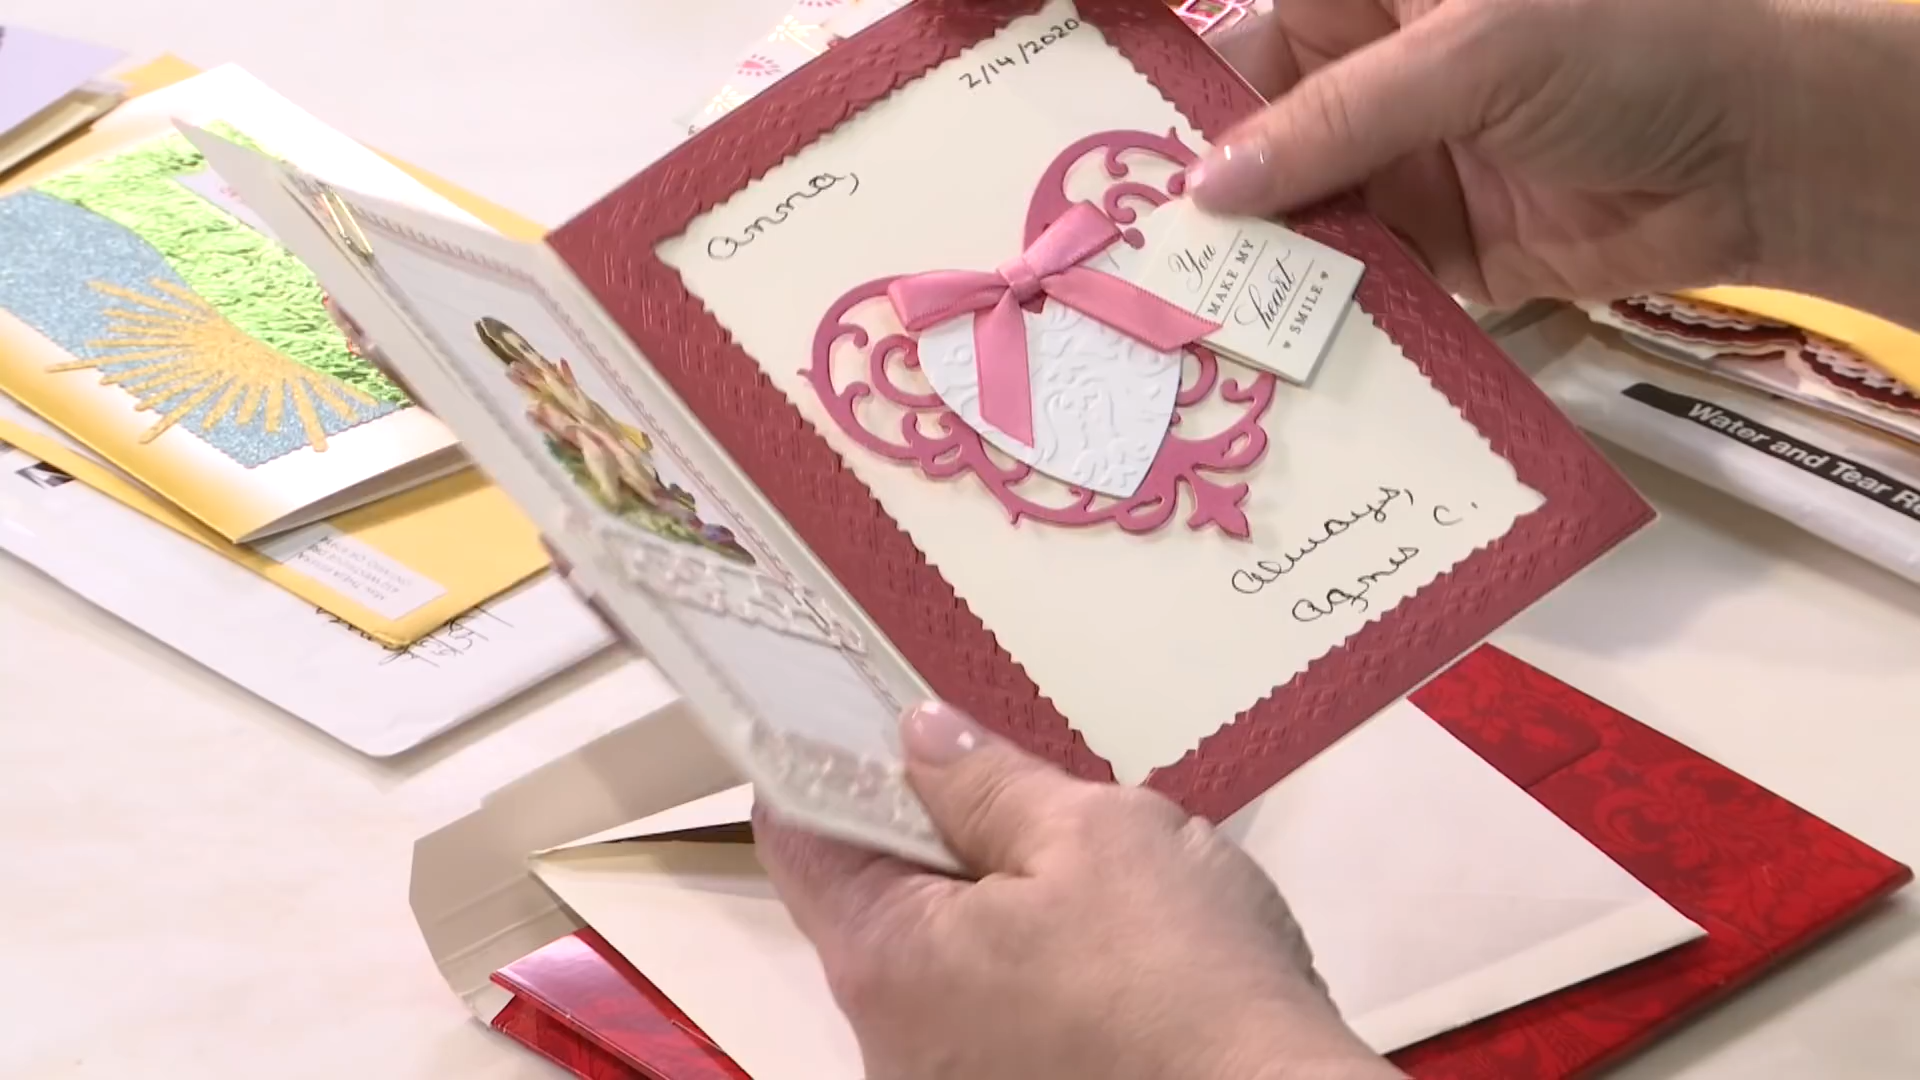 2/14/2020
Anna,
You
MAKE MY
heart
SMILE
Always,
Agnes C.
Water and Tear